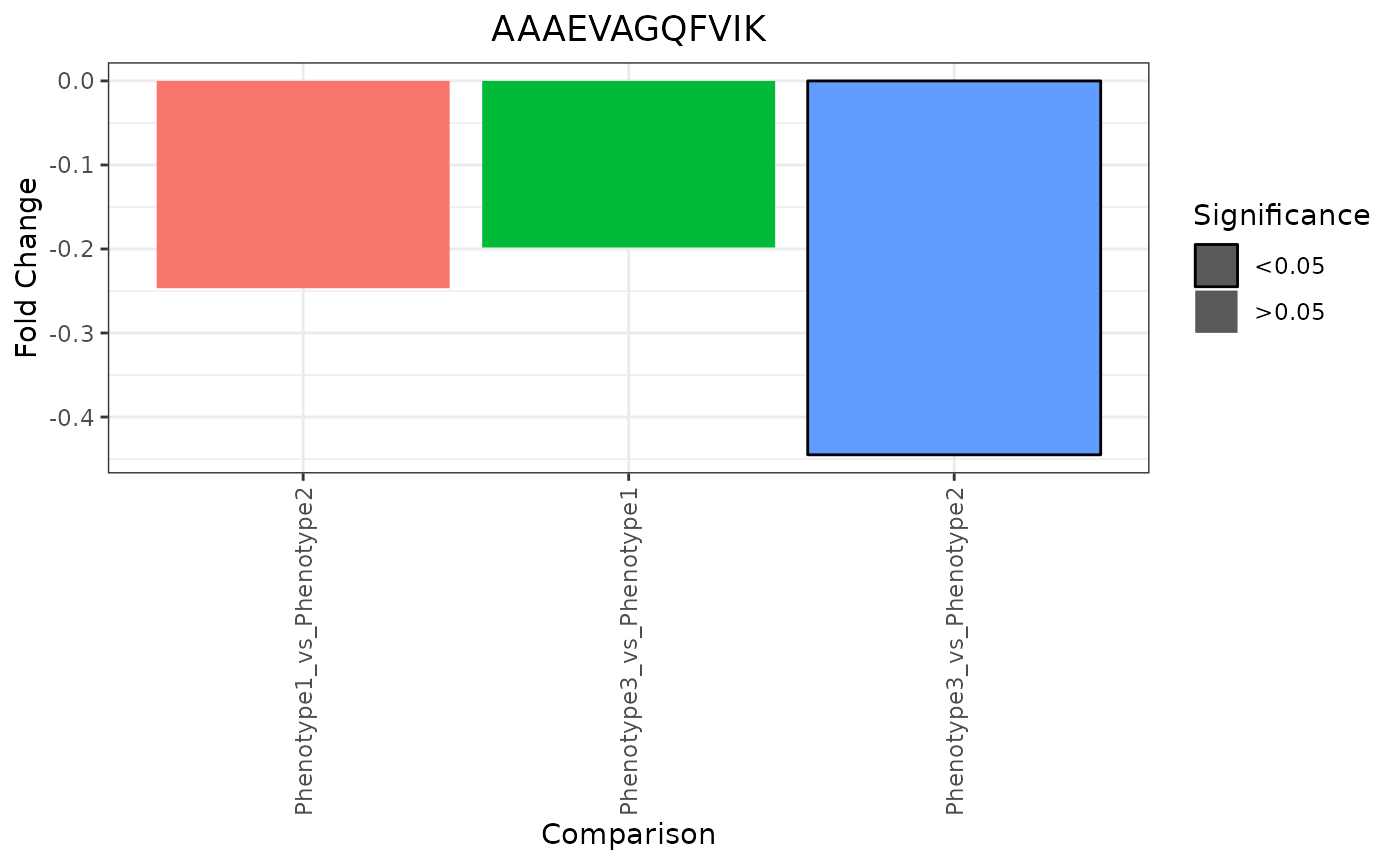 AAAEVAGQFVIK
0.0
-0.1
-0.2
-0.3
-0.4
Fold Change
Phenotype1_vs_Phenotype2
Phenotype3_vs_Phenotype1
Phenotype3_vs_Phenotype2
Comparison
Significance
<0.05
>0.05